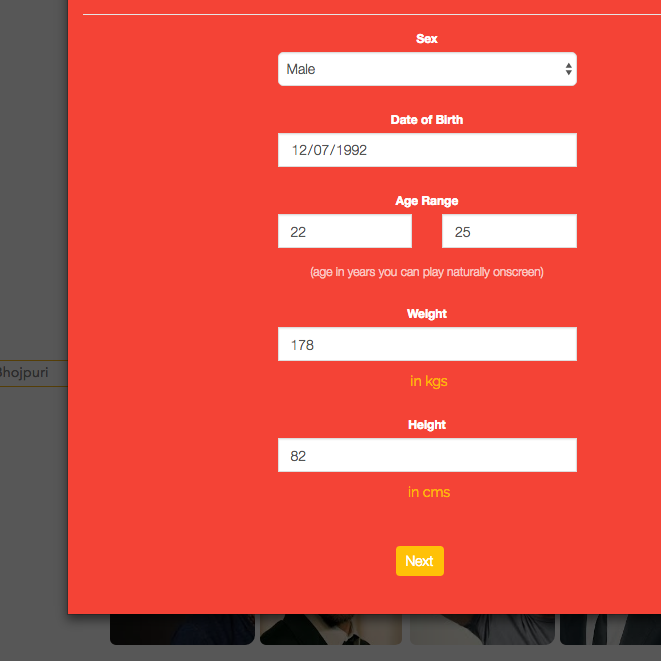 Sex
Male
Date of Birth
12/07/1992
Age Range
22 25
(age in years you can play naturally onscreen)
Weight
178
in kgs
Bhojpuri
Height
82
in cms
Next